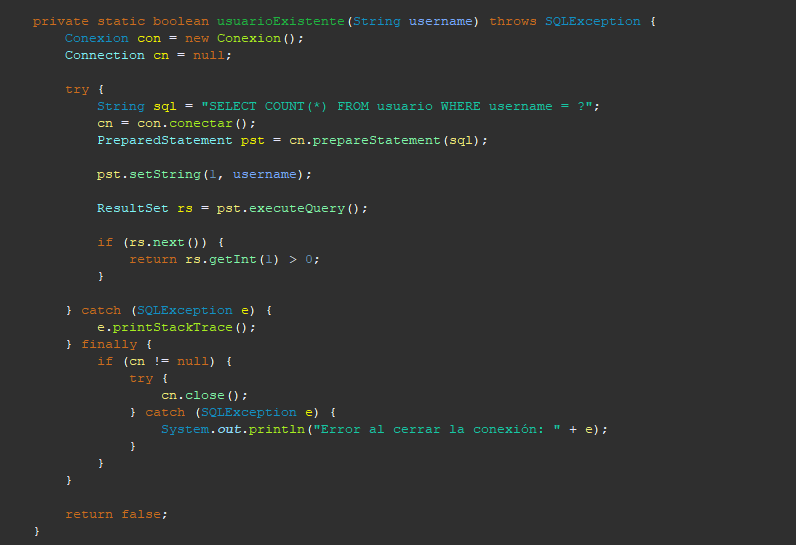 private static boolean usuarioExistente(String username) throws SQLException {
    Conexion con = new Conexion();
    Connection cn = null;

    try {
        String sql = "SELECT COUNT(*) FROM usuario WHERE username = ?";
        cn = con.conectar();
        PreparedStatement pst = cn.prepareStatement(sql);

        pst.setString(1, username);

        ResultSet rs = pst.executeQuery();

        if (rs.next()) {
            return rs.getInt(1) > 0;
        }

    } catch (SQLException e) {
        e.printStackTrace();
    } finally {
        if (cn != null) {
            try {
                cn.close();
            } catch (SQLException e) {
                System.out.println("Error al cerrar la conexión: " + e);
            }
        }
    }

    return false;
}